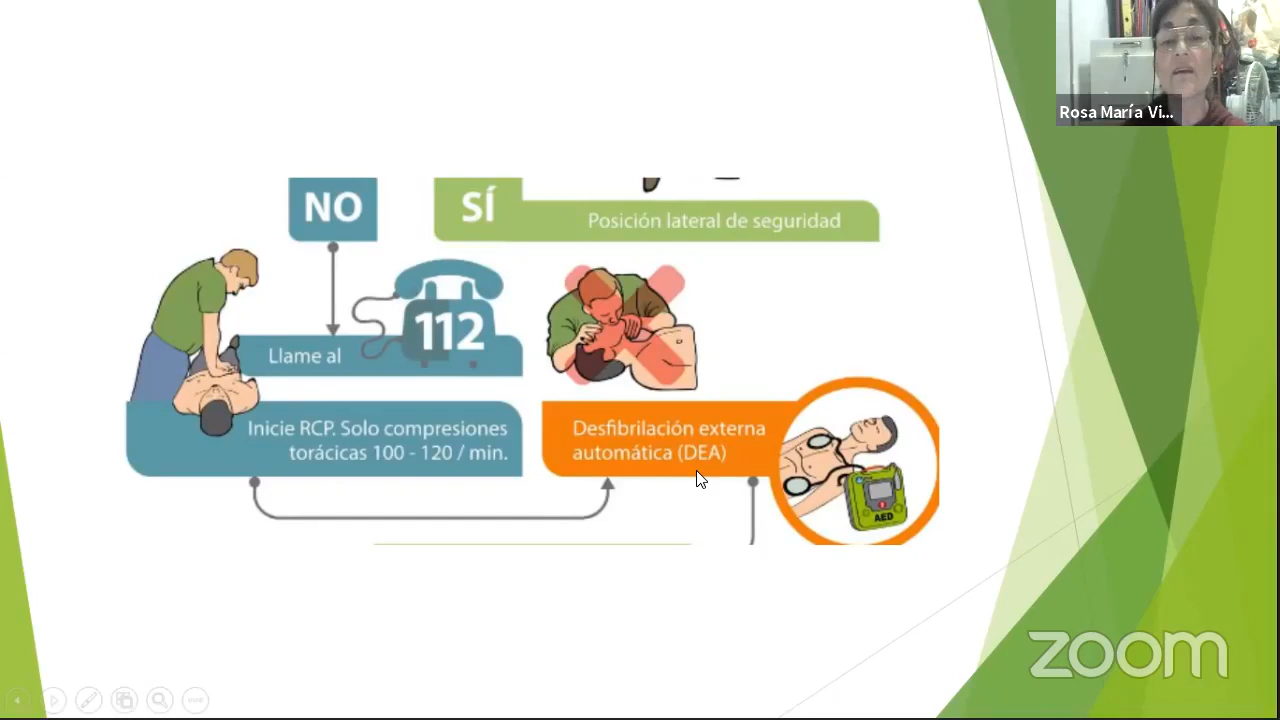 Rosa María Vi...
NO
SÍ
Posición lateral de seguridad
112
Llame al
Inicie RCP. Solo compresiones
torácicas 100 - 120 / min.
Desfibrilación externa
automática (DEA)
AED
zoom